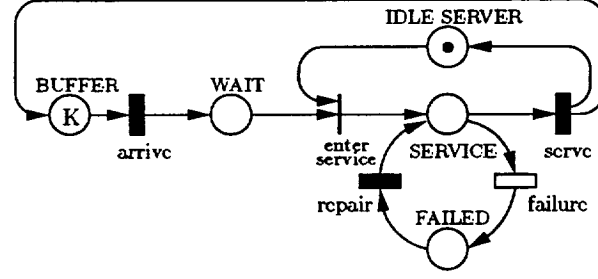 IDLE SERVER
BUFFER
WAIT
K
arrive
enter
service
SERVICE
serve
repair
failure
FAILED